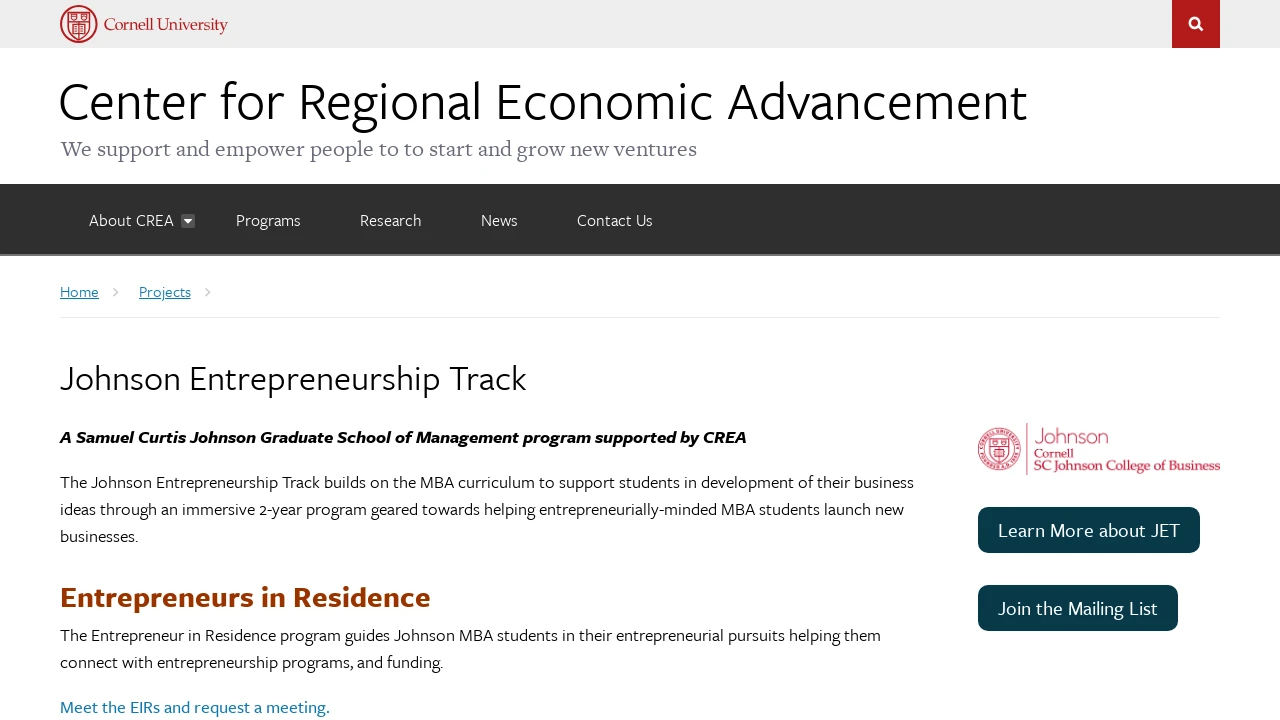 Cornell University
Center for Regional Economic Advancement
We support and empower people to to start and grow new ventures
About CREA
Programs
Research
News
Contact Us
Home
Projects
Johnson Entrepreneurship Track
A Samuel Curtis Johnson Graduate School of Management program supported by CREA
The Johnson Entrepreneurship Track builds on the MBA curriculum to support students in development of their business
ideas through an immersive 2-year program geared towards helping entrepreneurially-minded MBA students launch new
businesses.
Entrepreneurs in Residence
The Entrepreneur in Residence program guides Johnson MBA students in their entrepreneurial pursuits helping them
connect with entrepreneurship programs, and funding.
Meet the EIRs and request a meeting.
Johnson
Cornell
SC Johnson College of Business
Learn More about JET
Join the Mailing List